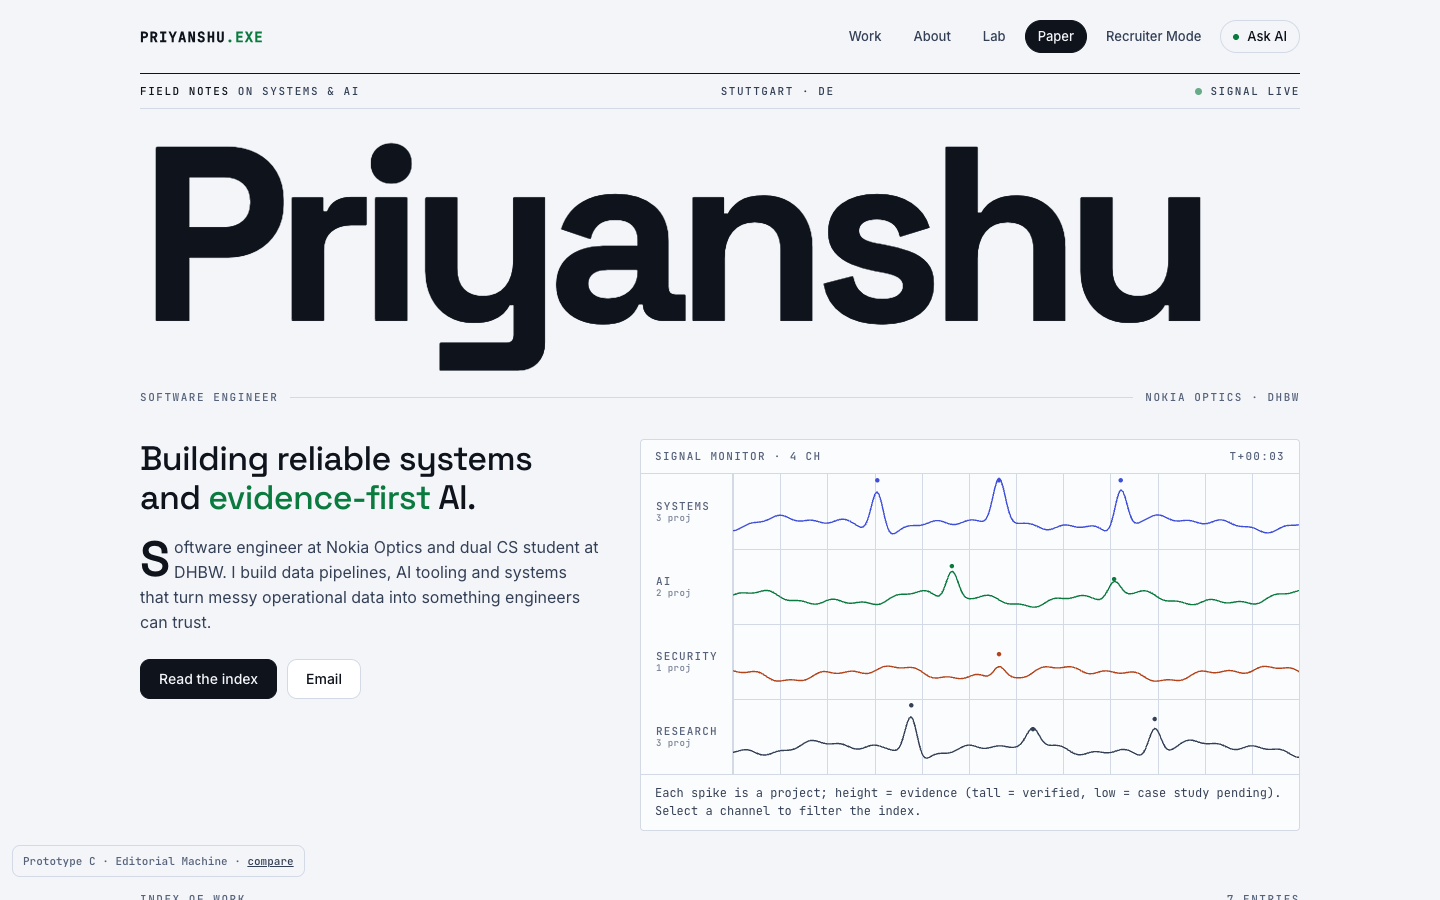 PRIYANSHU.EXE
Work
About
Lab
Paper
Recruiter Mode
Ask AI
FIELD NOTES ON SYSTEMS & AI
STUTTGART · DE
SIGNAL LIVE
Priyanshu
SOFTWARE ENGINEER
NOKIA OPTICS · DHBW
Building reliable systems
and evidence-first AI.
Software engineer at Nokia Optics and dual CS student at
DHBW. I build data pipelines, AI tooling and systems
that turn messy operational data into something engineers
can trust.
Read the index
Email
SIGNAL MONITOR · 4 CH
T+00:03
SYSTEMS
3 proj
AI
2 proj
SECURITY
1 proj
RESEARCH
3 proj
Each spike is a project; height = evidence (tall = verified, low = case study pending).
Select a channel to filter the index.
Prototype C · Editorial Machine · compare
INDEX OF WORK
7 ENTRIES